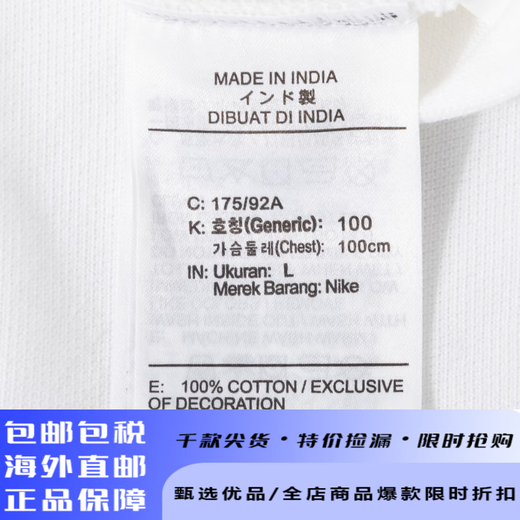 MADE IN INDIA
インド製
DIBUAT DI INDIA
C: 175/92A
K: 호칭(Generic): 100
가슴둘레(Chest): 100cm
IN: Ukuran: L
Merek Barang: Nike
E: 100% COTTON / EXCLUSIVE
OF DECORATION
包邮包税
海外直邮
正品保障
千款尖货·特价捡漏·限时抢购
甄选优品/全店商品爆款限时折扣